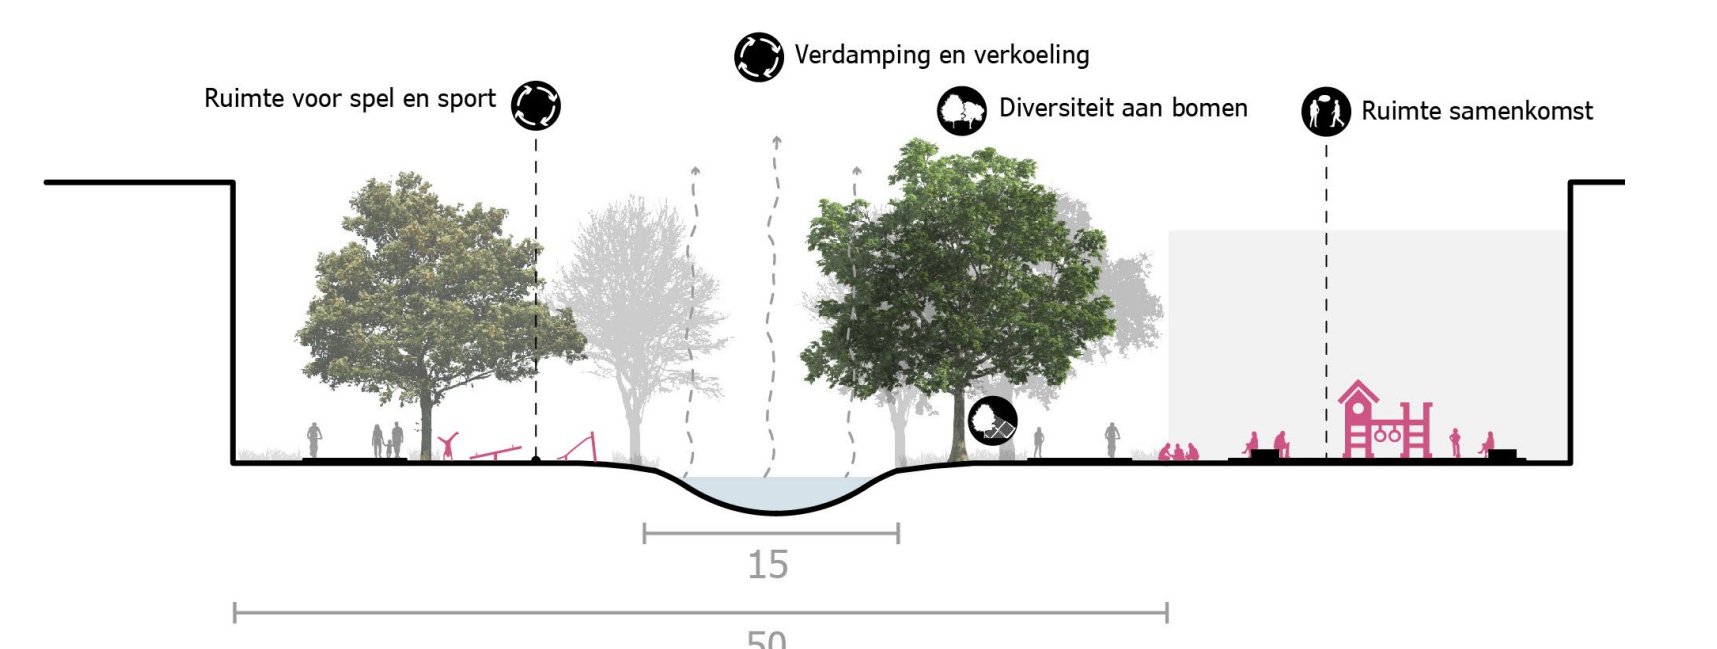 Verdamping en verkoeling
Ruimte voor spel en sport
Diversiteit aan bomen
Ruimte samenkomst
15
50